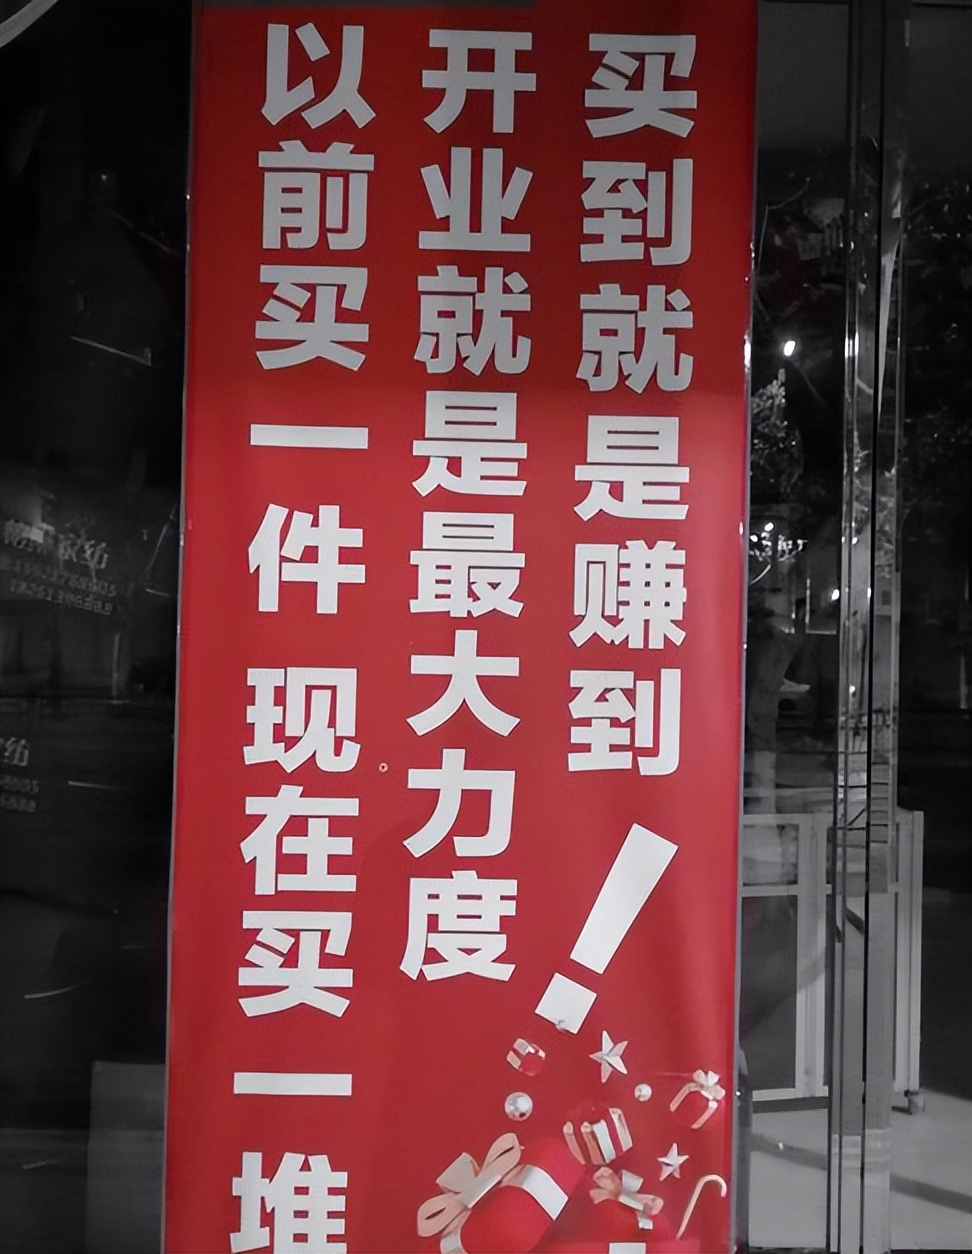 买到就是赚到！
开业就是最大力度
以前买一件 现在买一堆